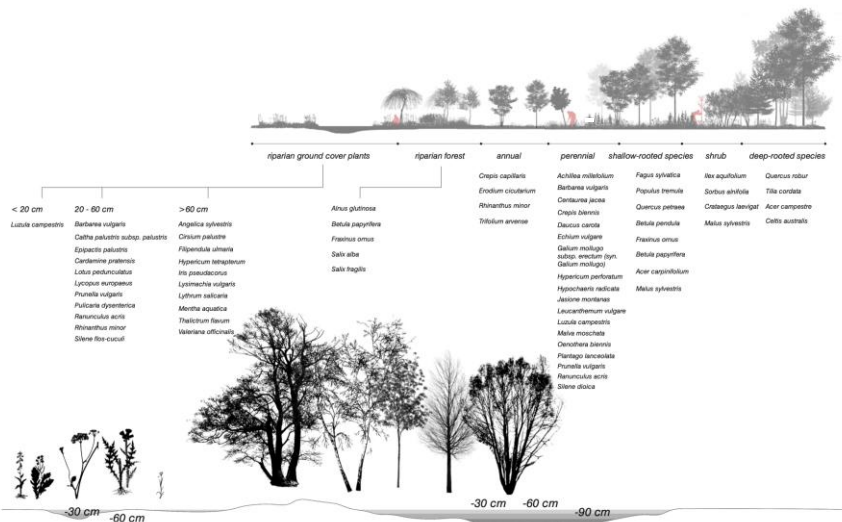 riparian ground cover plants
riparian forest
annual
perennial
shallow-rooted species
shrub
deep-rooted species
< 20 cm
Luzula campestris
20 - 60 cm
Barbarea vulgaris
Caltha palustris subsp. palustris
Epipactis palustris
Cardamine pratensis
Lotus pedunculatus
Lycopus europaeus
Prunella vulgaris
Pulicaria dysenterica
Ranunculus acris
Rhinanthus minor
Silene flos-cuculi
>60 cm
Angelica sylvestris
Cirsium palustre
Filipendula ulmaria
Hypericum tetrapterum
Iris pseudacorus
Lysimachia vulgaris
Lythrum salicaria
Mentha aquatica
Thalictrum flavum
Valeriana officinalis
Alnus glutinosa
Betula papyrifera
Fraxinus ornus
Salix alba
Salix fragilis
Crepis capillaris
Erodium cicutarium
Rhinanthus minor
Trifolium arvense
Achillea millefolium
Barbarea vulgaris
Centaurea jacea
Crepis biennis
Daucus carota
Echium vulgare
Galium mollugo
subsp. erectum (syn.
Galium mollugo)
Hypericum perforatum
Hypochaeris radicata
Jasione montanas
Leucanthemum vulgare
Luzula campestris
Malva moschata
Oenothera biennis
Plantago lanceolata
Prunella vulgaris
Ranunculus acris
Silene dioica
Fagus sylvatica
Populus tremula
Quercus petraea
Betula pendula
Fraxinus ornus
Betula papyrifera
Acer carpinifolium
Malus sylvestris
Ilex aquifolium
Sorbus alnifolia
Crataegus laevigat
Malus sylvestris
Quercus robur
Tilia cordata
Acer campestre
Celtis australis
-30 cm
-60 cm
-30 cm
-60 cm
-90 cm